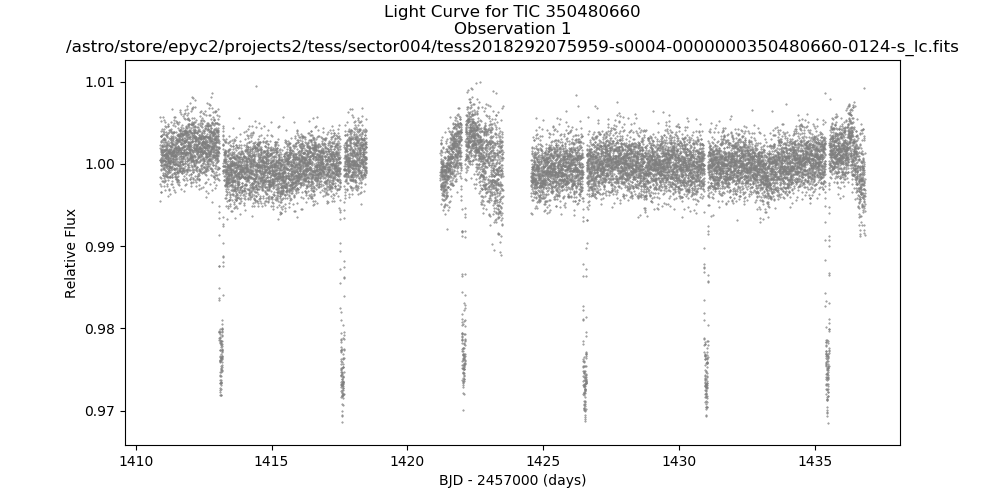 Light Curve for TIC 350480660
Observation 1
/astro/store/epyc2/projects2/tess/sector004/tess2018292075959-s0004-0000000350480660-0124-s_lc.fits
1.01
1.00
0.99
0.98
0.97
Relative Flux
1410
1415
1420
1425
1430
1435
BJD - 2457000 (days)